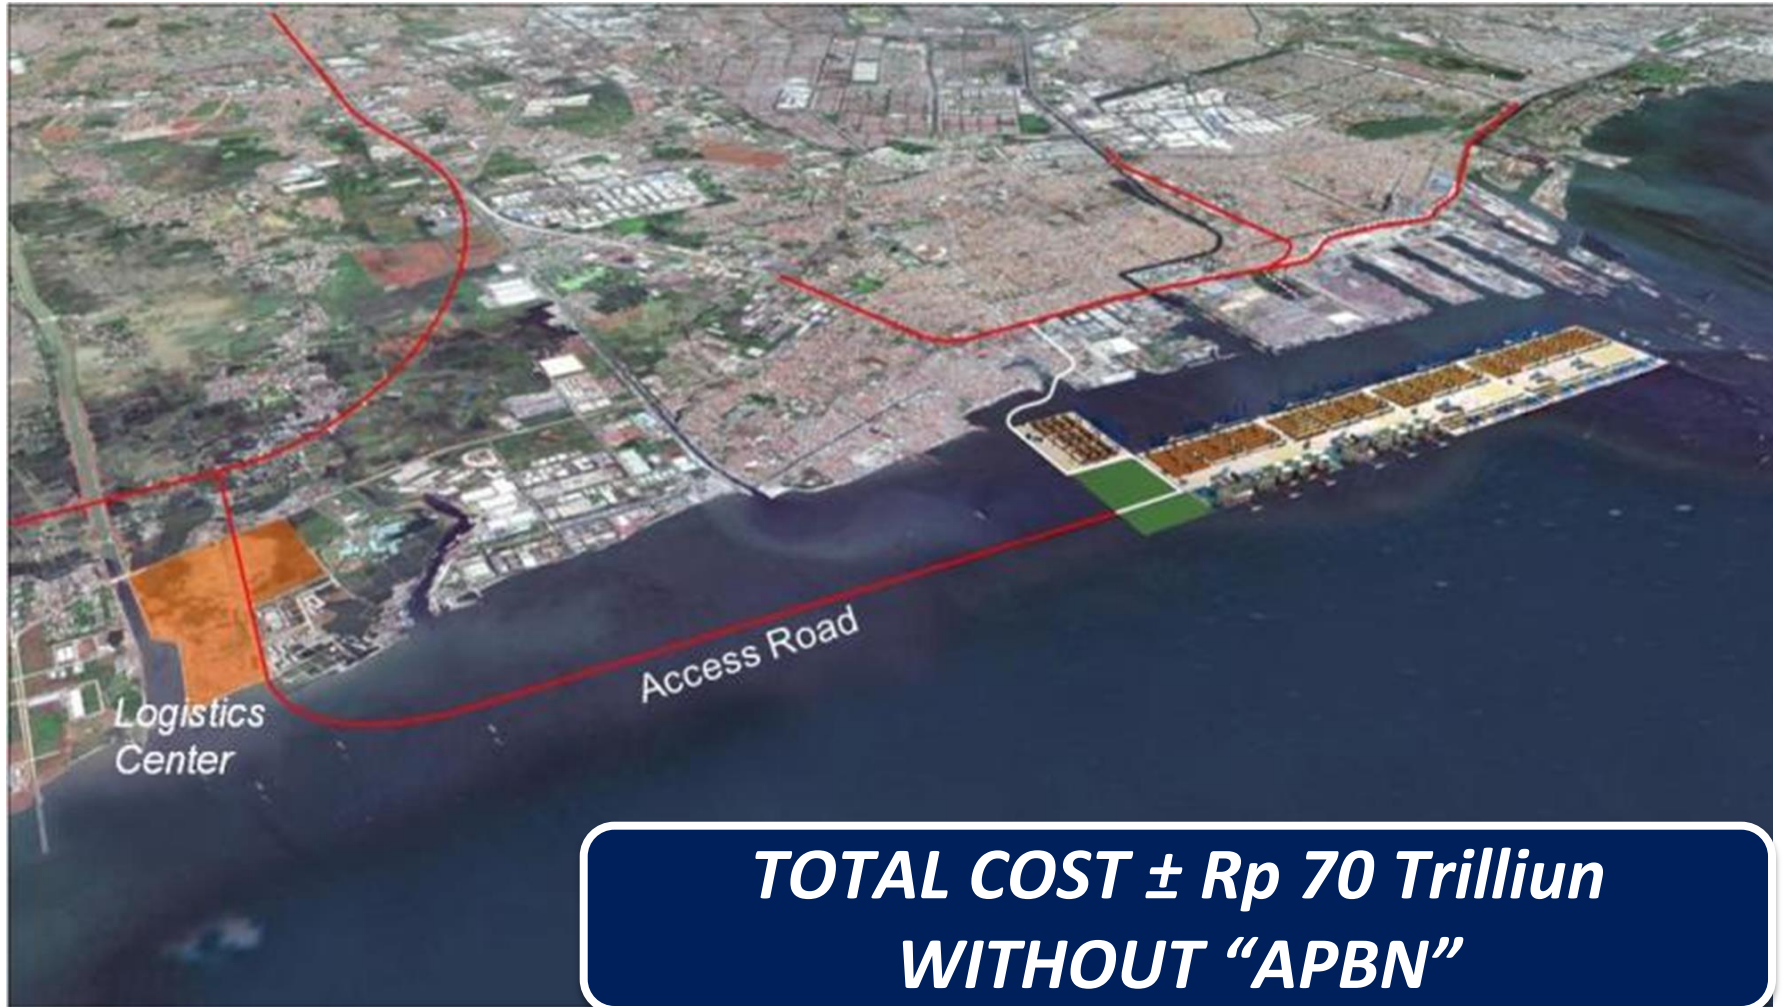 Access Road
Logistics
Center
TOTAL COST ± Rp 70 Trilliun
WITHOUT “APBN”